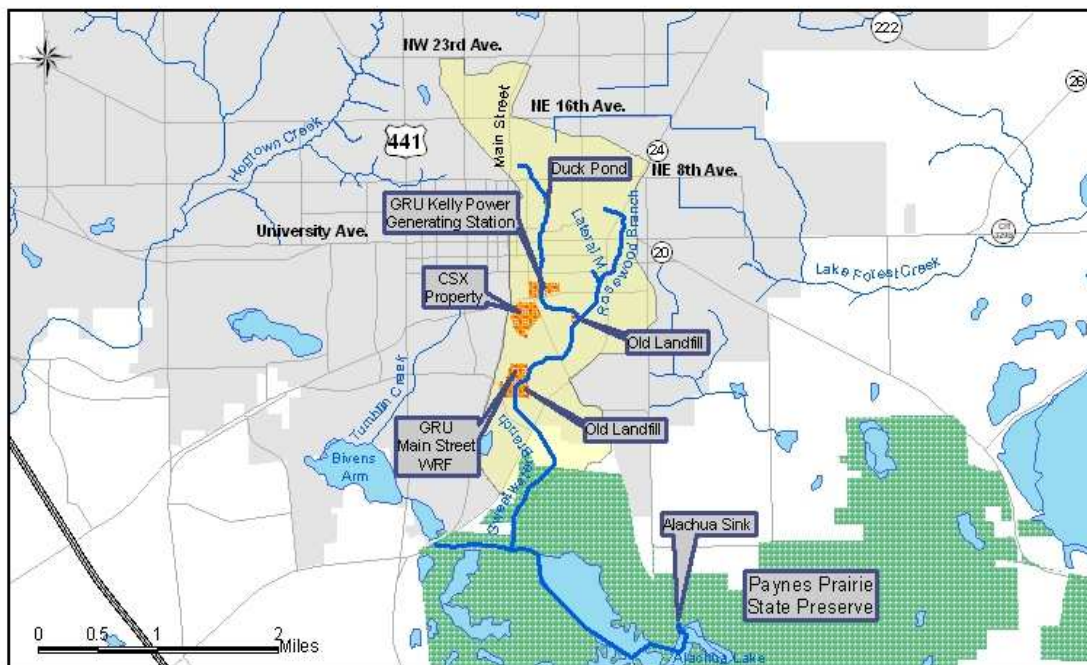 NW 23rd Ave.
222
26
NE 16th Ave.
Main Street
Hogtown Creek
441
24
Duck Pond
NE 8th Ave.
GRU Kelly Power
Generating Station
Lateral M.
Rosewood Branch
University Ave.
20
Lake Forest Creek
CSX
Property
Old Landfill
Tumblin Creek
GRU
Main Street
WRF
Old Landfill
Bivens
Arm
Sweetwater Branch
Alachua Sink
Paynes Prairie
State Preserve
0 0.5 1 2
Miles
Alachua Lake